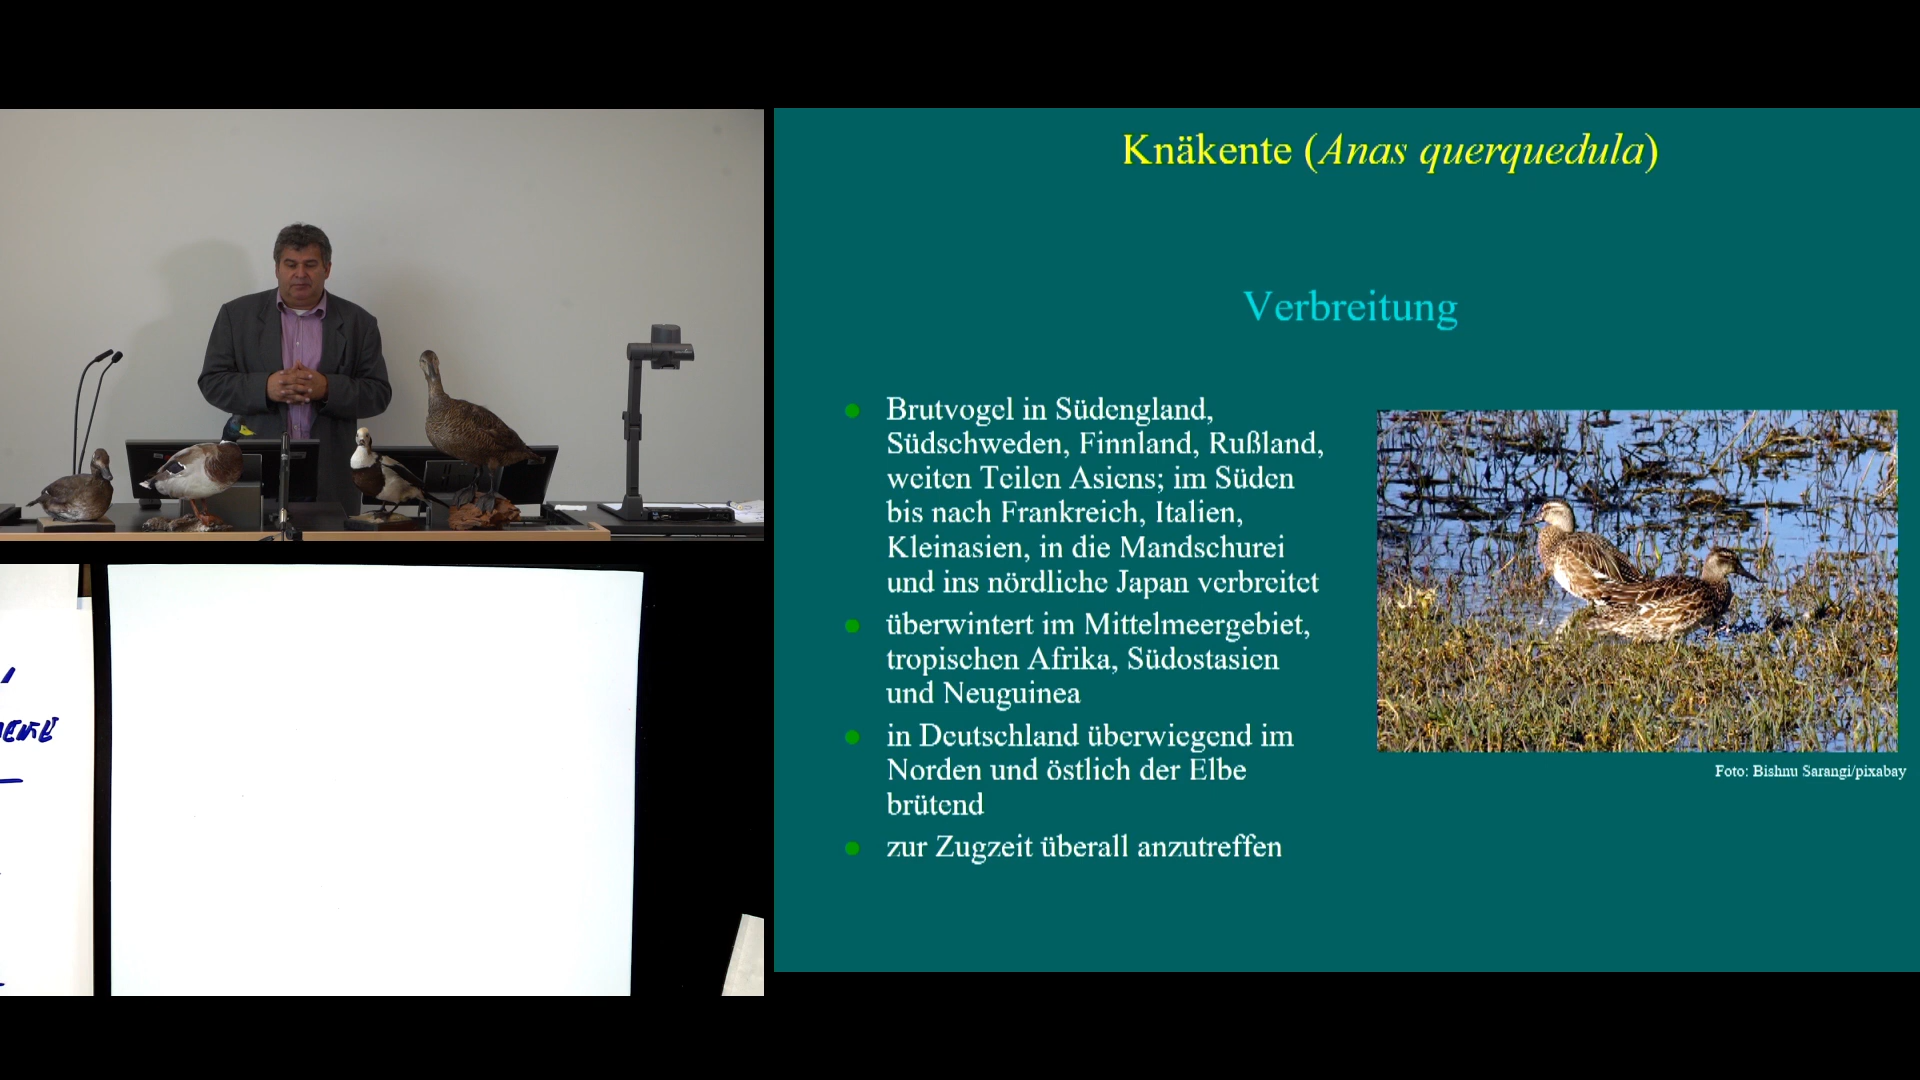 Knäkente (Anas querquedula)
Verbreitung
Brutvogel in Südengland,
Südschweden, Finnland, Rußland,
weiten Teilen Asiens; im Süden
bis nach Frankreich, Italien,
Kleinasien, in die Mandschurei
und ins nördliche Japan verbreitet
überwintert im Mittelmeergebiet,
tropischen Afrika, Südostasien
und Neuguinea
in Deutschland überwiegend im
Norden und östlich der Elbe
brütend
zur Zugzeit überall anzutreffen
Foto: Bishnu Sarangi/pixabay